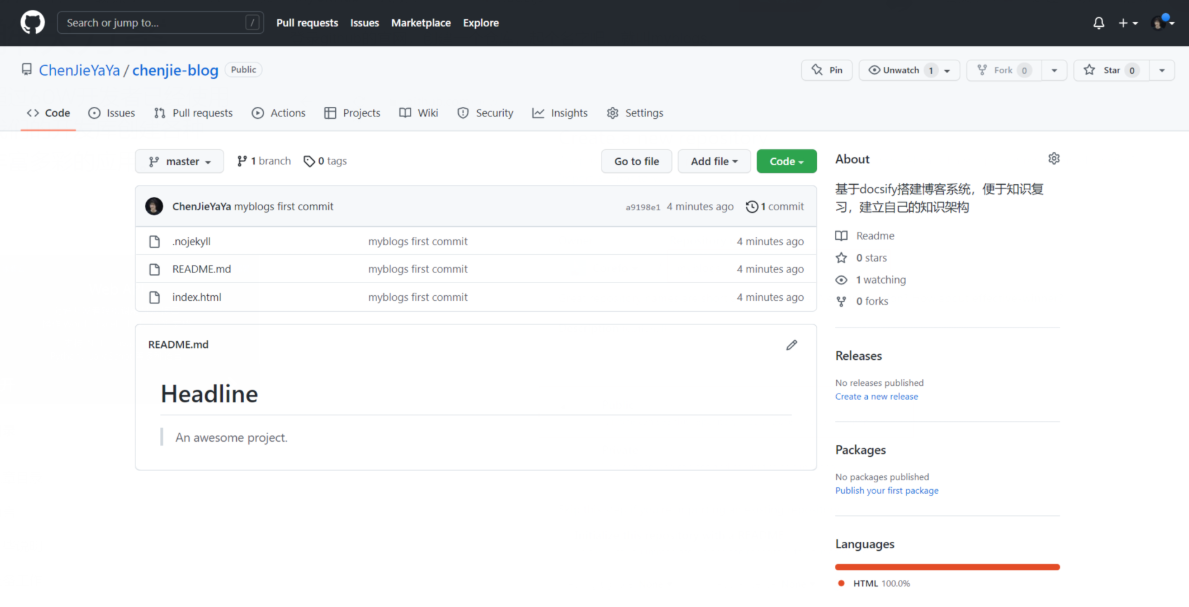 Search or jump to... / Pull requests Issues Marketplace Explore
ChenJieYaYa / chenjie-blog Public Pin Unwatch 1 Fork 0 Star 0
Code Issues Pull requests Actions Projects Wiki Security Insights Settings
master 1 branch 0 tags Go to file Add file Code
ChenJieYaYa myblogs first commit a9198e1 4 minutes ago 1 commit
.nojekyll myblogs first commit 4 minutes ago
README.md myblogs first commit 4 minutes ago
index.html myblogs first commit 4 minutes ago
README.md
Headline
An awesome project.
About
基于docsify搭建博客系统，便于知识复
习，建立自己的知识架构
Readme
0 stars
1 watching
0 forks
Releases
No releases published
Create a new release
Packages
No packages published
Publish your first package
Languages
HTML 100.0%